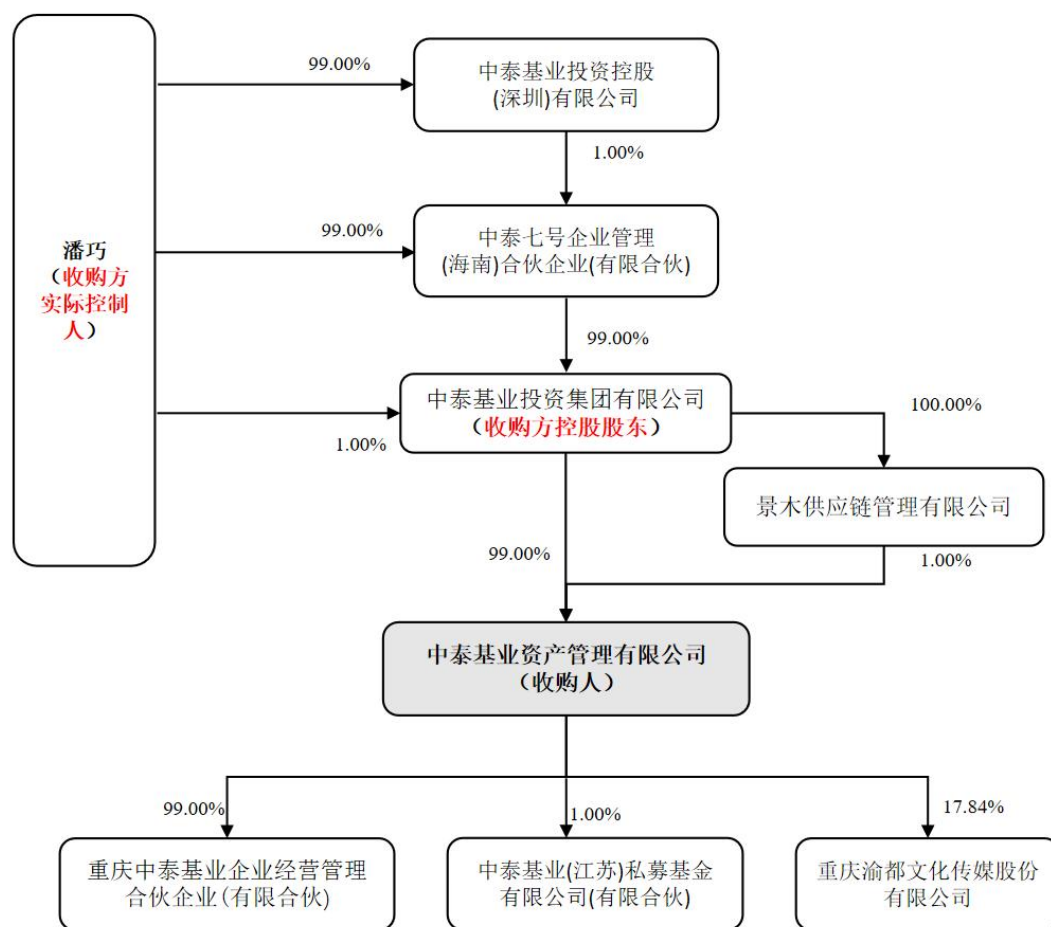 99.00%
中泰基业投资控股
(深圳)有限公司
1.00%
99.00%
中泰七号企业管理
(海南)合伙企业(有限合伙)
潘巧
（收购方
实际控制
人）
99.00%
中泰基业投资集团有限公司
（收购方控股股东）
1.00%
100.00%
景木供应链管理有限公司
99.00%
1.00%
中泰基业资产管理有限公司
（收购人）
99.00%
1.00%
17.84%
重庆中泰基业企业经营管理
合伙企业(有限合伙)
中泰基业(江苏)私募基金
有限公司(有限合伙)
重庆渝都文化传媒股份
有限公司